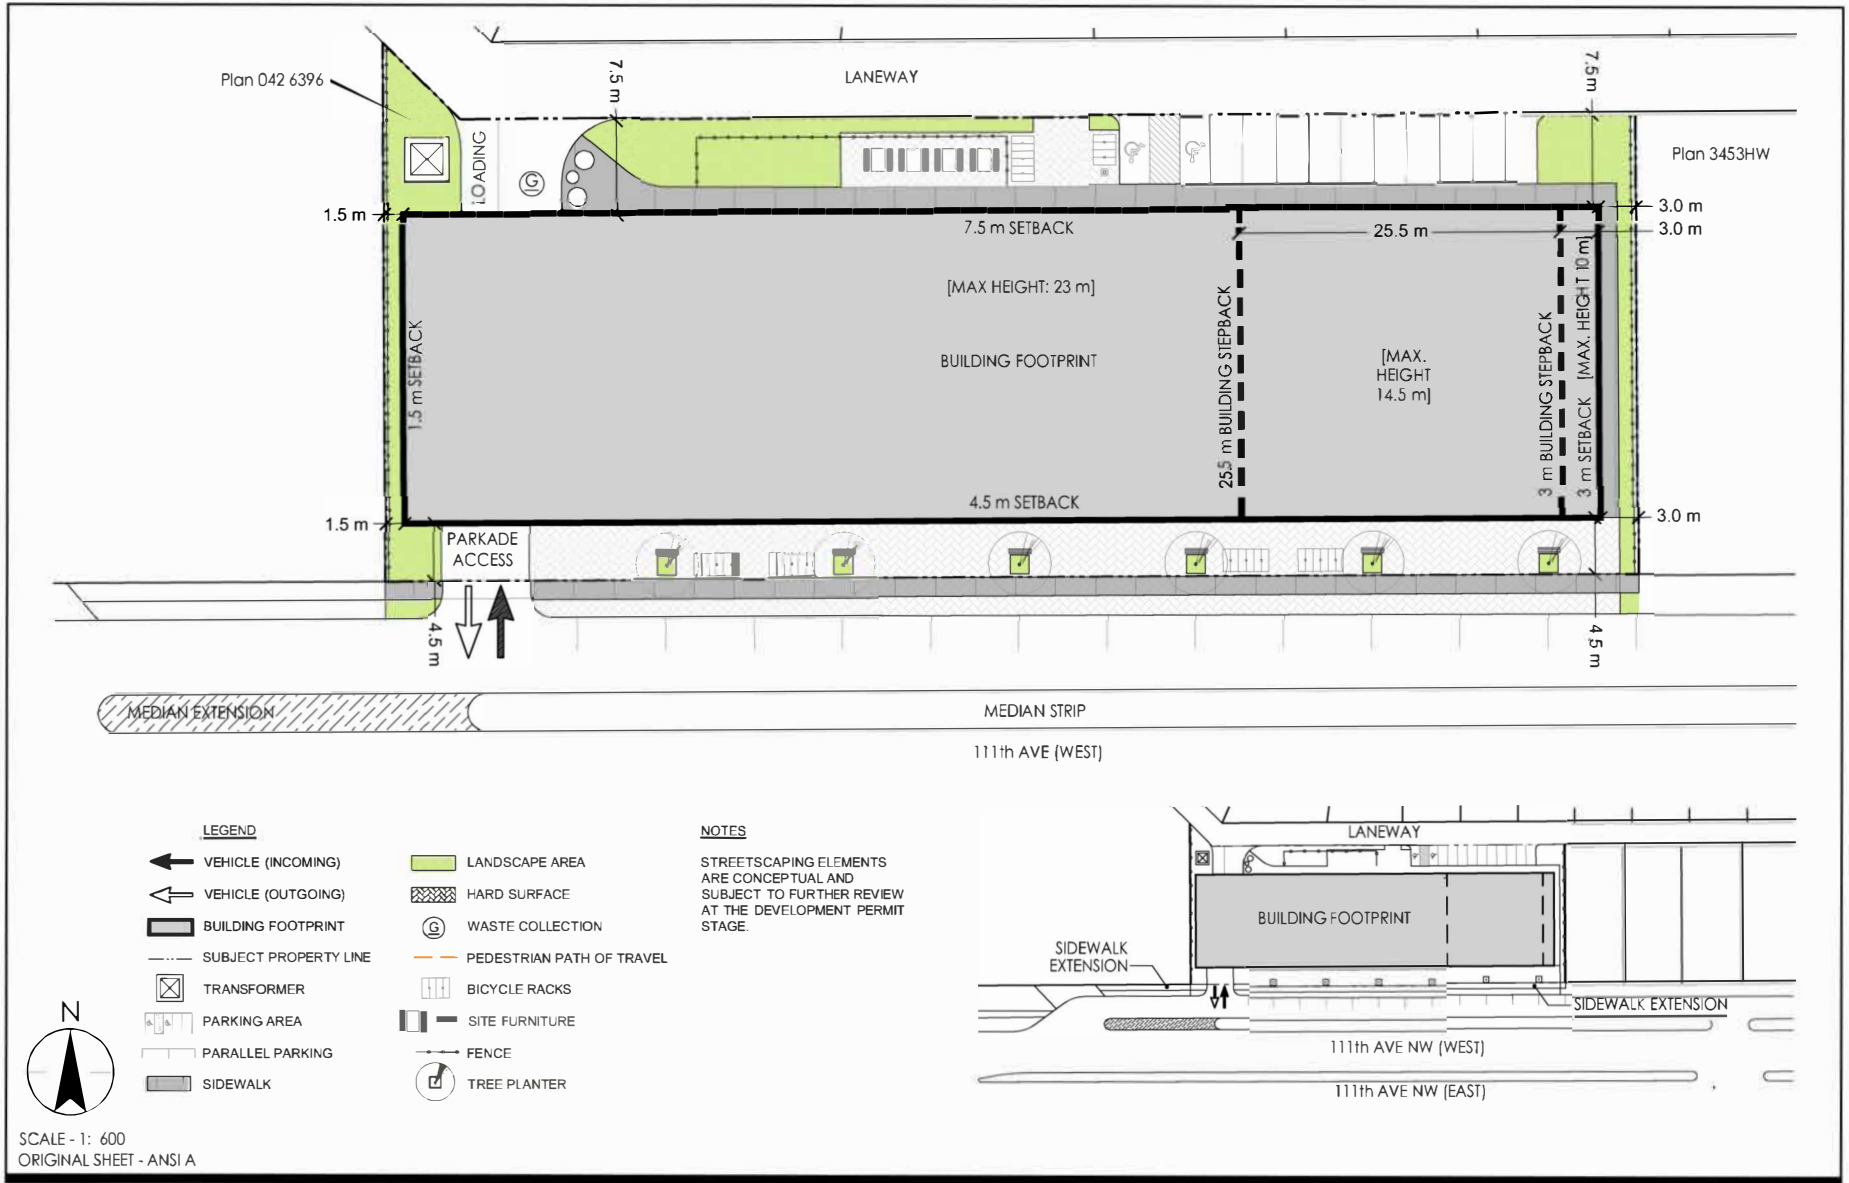 Plan 042 6396
7.5 m
LANEWAY
7.5m
LOADING
G
Plan 3453HW
1.5 m
3.0 m
7.5 m SETBACK
25.5 m
3.0 m
[MAX HEIGHT: 23 m]
1.5 m SETBACK
BUILDING FOOTPRINT
25.5 m BUILDING STEPBACK
[MAX.
HEIGHT
14.5 m]
3 m BUILDING STEPBACK
3 m SETBACK [MAX. HEIGHT 10 m]
4.5 m SETBACK
1.5 m
3.0 m
PARKADE
ACCESS
4.5 m
4.5 m
MEDIAN EXTENSION
MEDIAN STRIP
111th AVE (WEST)
LEGEND
VEHICLE (INCOMING)
VEHICLE (OUTGOING)
BUILDING FOOTPRINT
SUBJECT PROPERTY LINE
TRANSFORMER
PARKING AREA
PARALLEL PARKING
SIDEWALK
LANDSCAPE AREA
HARD SURFACE
G WASTE COLLECTION
PEDESTRIAN PATH OF TRAVEL
BICYCLE RACKS
SITE FURNITURE
FENCE
TREE PLANTER
NOTES
STREETSCAPING ELEMENTS
ARE CONCEPTUAL AND
SUBJECT TO FURTHER REVIEW
AT THE DEVELOPMENT PERMIT
STAGE.
LANEWAY
BUILDING FOOTPRINT
SIDEWALK
EXTENSION
SIDEWALK EXTENSION
111th AVE NW (WEST)
111th AVE NW (EAST)
N
SCALE - 1: 600
ORIGINAL SHEET - ANSI A